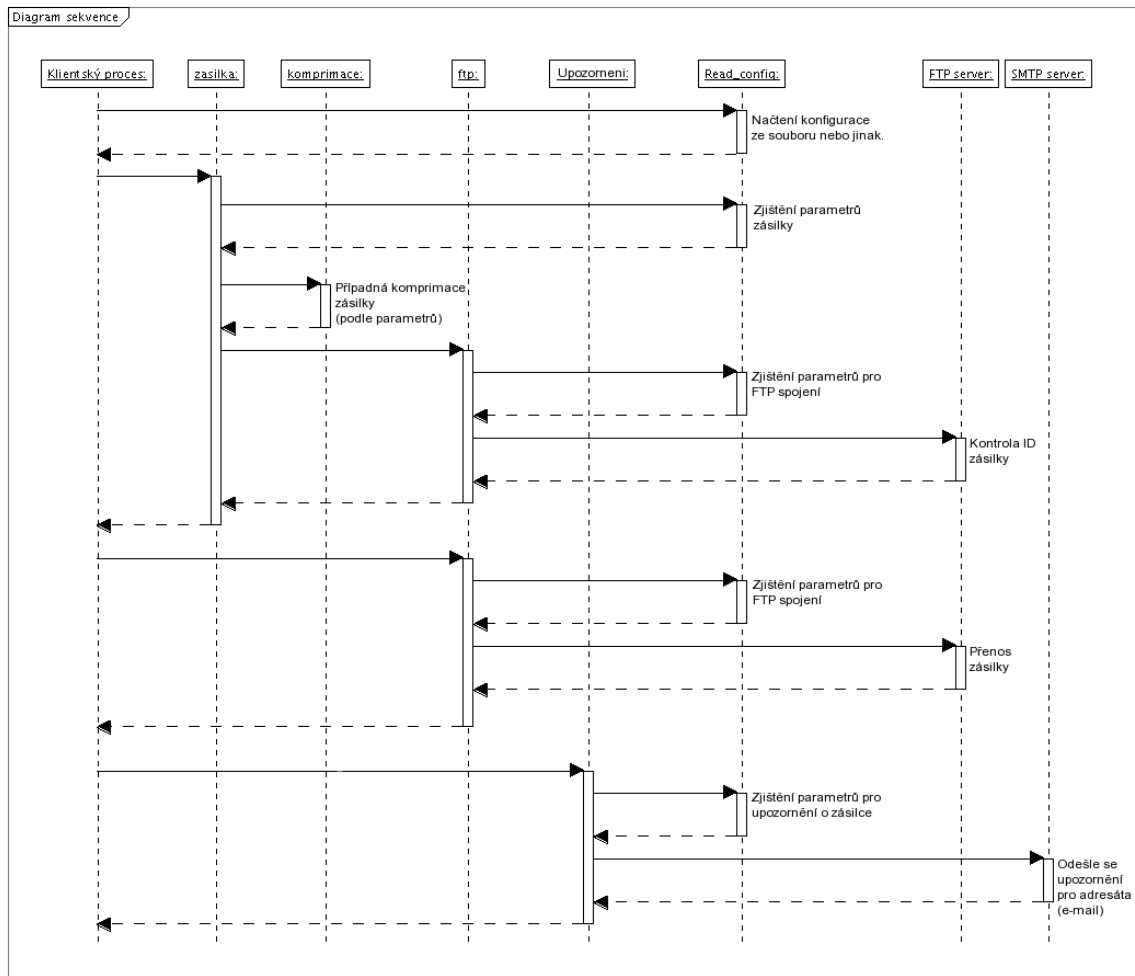 Diagram sekvence
Klientský proces:
zasilka:
komprimace:
ftp:
Upozorneni:
Read_config:
FTP server:
SMTP server:
Načtení konfigurace
ze souboru nebo jinak.
Zjištění parametrů
zásilky
Případná komprimace
zásilky
(podle parametrů)
Zjištění parametrů pro
FTP spojení
Kontrola ID
zásilky
Zjištění parametrů pro
FTP spojení
Přenos
zásilky
Zjištění parametrů pro
upozornění o zásilce
Odešle se
upozornění
pro adresáta
(e-mail)